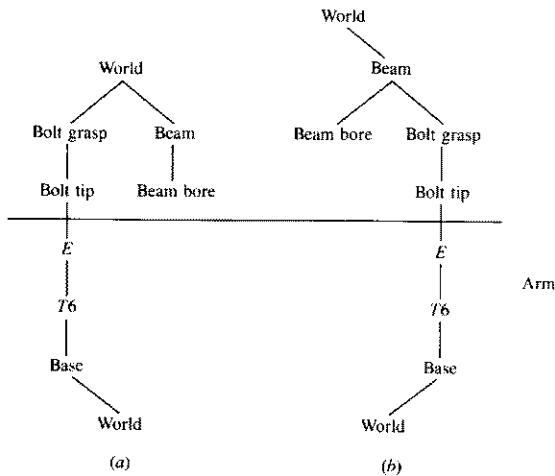 World
World
Beam
Bolt grasp Beam
Beam bore Bolt grasp
Bolt tip Beam bore
Bolt tip
E
E
Arm
T6
T6
Base
Base
World
World
(a)
(b)